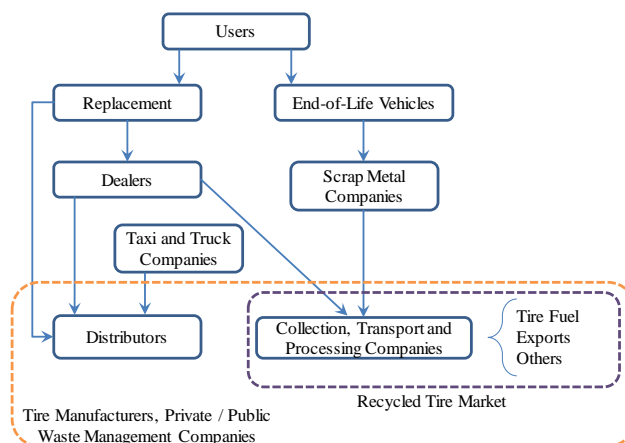 Users
Replacement
End-of-Life Vehicles
Dealers
Scrap Metal
Companies
Taxi and Truck
Companies
Distributors
Collection, Transport and
Processing Companies
Tire Fuel
Exports
Others
Recycled Tire Market
Tire Manufacturers, Private / Public
Waste Management Companies